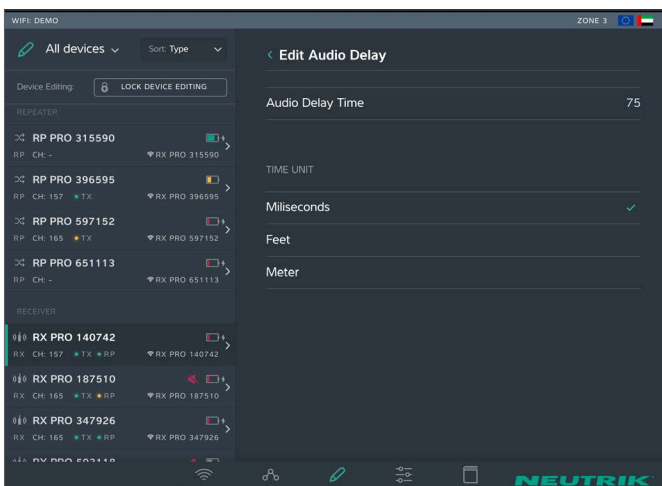 WIFI: DEMO
ZONE 3
All devices
Sort: Type
Device Editing:
LOCK DEVICE EDITING
REPEATER
RP PRO 315590
RP CH: - RX PRO 315590
RP PRO 396595
RP CH: 157 TX RX PRO 396595
RP PRO 597152
RP CH: 165 TX RX PRO 597152
RP PRO 651113
RP CH: - RX PRO 651113
RECEIVER
RX PRO 140742
RX CH: 157 TX RP RX PRO 140742
RX PRO 187510
RX CH: 165 TX RP RX PRO 187510
RX PRO 347926
RX CH: 165 TX RP RX PRO 347926
RX PRO 593118
Edit Audio Delay
Audio Delay Time 75
TIME UNIT
Miliseconds
Feet
Meter
NEUTRIK